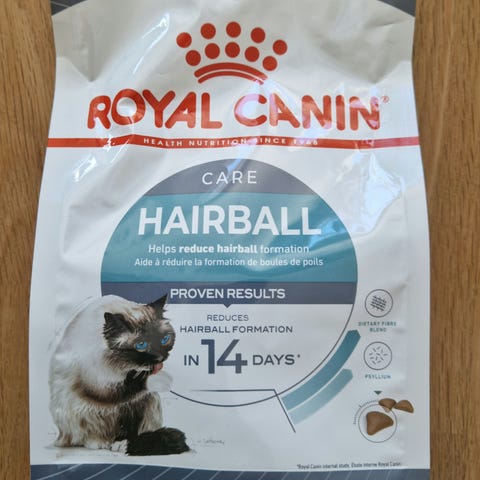 ROYAL CANIN®
HEALTH NUTRITION SINCE 1968
CARE
HAIRBALL
Helps reduce hairball formation
Aide à réduire la formation de boules de poils
PROVEN RESULTS
REDUCES
HAIRBALL FORMATION
IN 14 DAYS*
DIETARY FIBRE
BLEND
PSYLLIUM
*Royal Canin internal study. Étude interne Royal Canin.